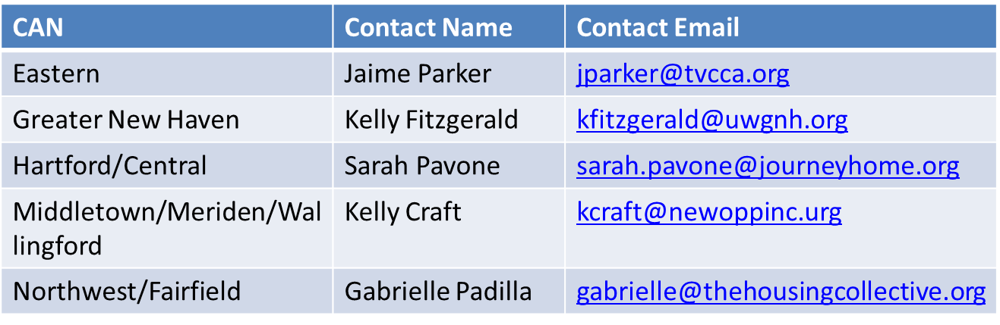 CAN Contact Name Contact Email
Eastern Jaime Parker jparker@tvcca.org
Greater New Haven Kelly Fitzgerald kfitzgerald@uwgnh.org
Hartford/Central Sarah Pavone sarah.pavone@journeyhome.org
Middletown/Meriden/Wal Kelly Craft kcraft@newoppinc.urg
lingford
Northwest/Fairfield Gabrielle Padilla gabrielle@thehousingcollective.org